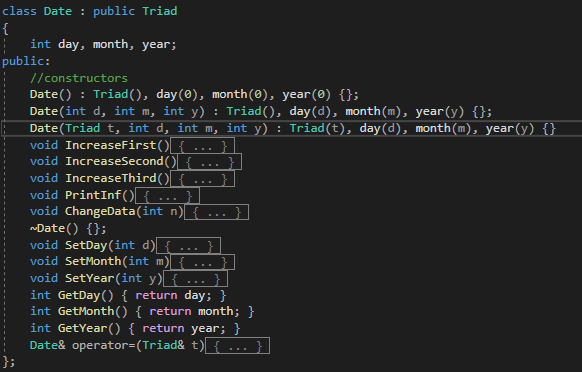 class Date : public Triad
{
int day, month, year;
public:
//constructors
Date() : Triad(), day(0), month(0), year(0) {};
Date(int d, int m, int y) : Triad(), day(d), month(m), year(y) {};
Date(Triad t, int d, int m, int y) : Triad(t), day(d), month(m), year(y) {}
void IncreaseFirst(){ ... }
void IncreaseSecond(){ ... }
void IncreaseThird(){ ... }
void PrintInf(){ ... }
void ChangeData(int n){ ... }
~Date() {};
void SetDay(int d){ ... }
void SetMonth(int m){ ... }
void SetYear(int y){ ... }
int GetDay() { return day; }
int GetMonth() { return month; }
int GetYear() { return year; }
Date& operator=(Triad& t){ ... }
};